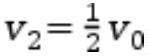 v₂ = ½ v₀